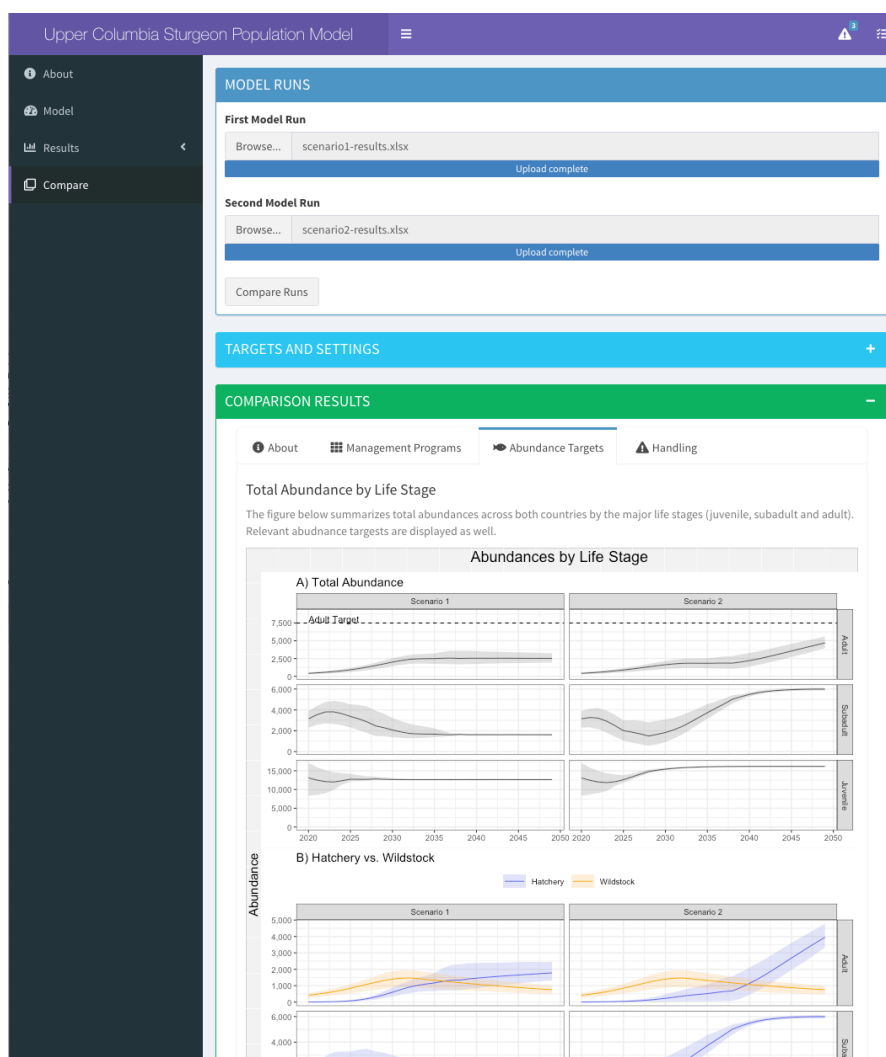 Upper Columbia Sturgeon Population Model
3
About
Model
Results
Compare
MODEL RUNS
First Model Run
Browse... scenario1-results.xlsx
Upload complete
Second Model Run
Browse... scenario2-results.xlsx
Upload complete
Compare Runs
TARGETS AND SETTINGS
COMPARISON RESULTS
About Management Programs Abundance Targets Handling
Total Abundance by Life Stage
The figure below summarizes total abundances across both countries by the major life stages (juvenile, subadult and adult).
Relevant abudnance targests are displayed as well.
Abundances by Life Stage
A) Total Abundance
Scenario 1 Scenario 2
Adult Target
7,500
5,000
2,500
0
Adult
6,000
4,000
2,000
0
Subadult
15,000
10,000
5,000
0
Juvenile
2020 2025 2030 2035 2040 2045 2050 2020 2025 2030 2035 2040 2045 2050
B) Hatchery vs. Wildstock
Hatchery Wildstock
Abundance
Scenario 1 Scenario 2
5,000
4,000
3,000
2,000
1,000
0
Adult
6,000
4,000